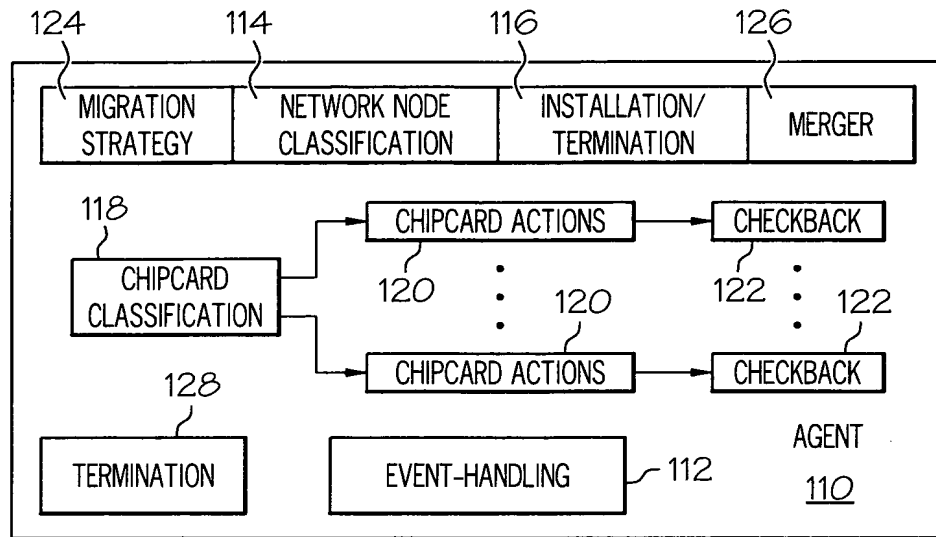 124
114
116
126
MIGRATION
STRATEGY
NETWORK NODE
CLASSIFICATION
INSTALLATION/
TERMINATION
MERGER
118
CHIPCARD
CLASSIFICATION
CHIPCARD ACTIONS
CHECKBACK
120
122
120
122
CHIPCARD ACTIONS
CHECKBACK
128
TERMINATION
EVENT-HANDLING
112
AGENT
110